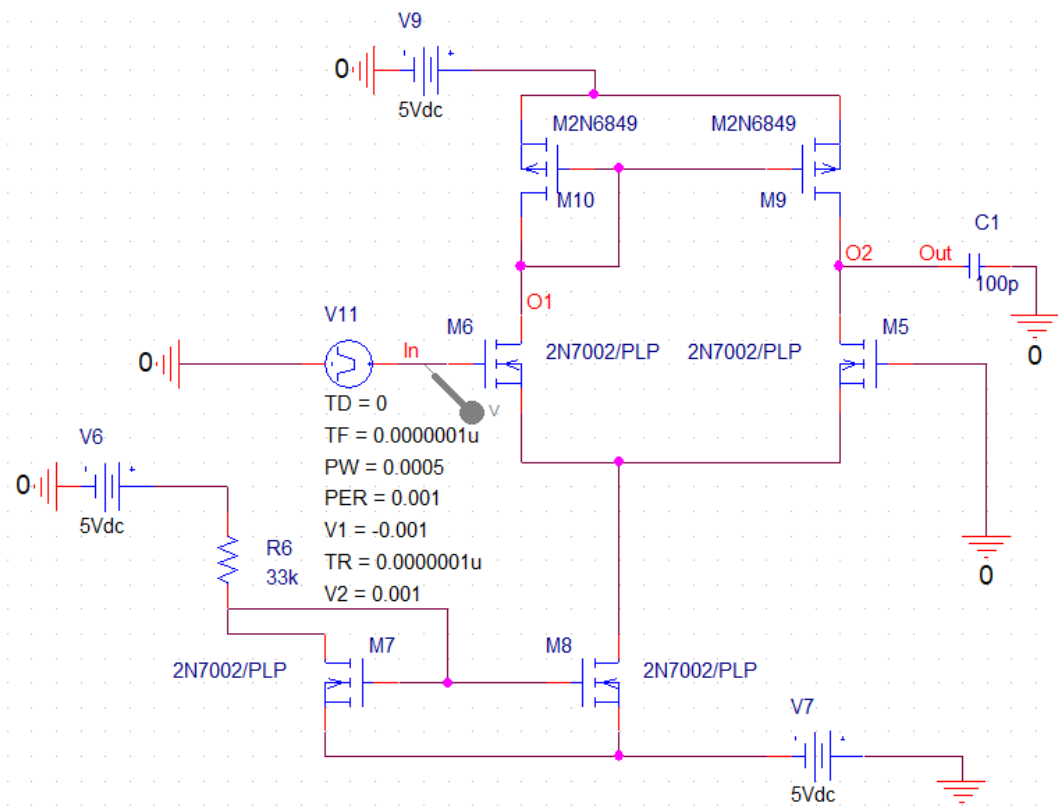 V9
0
5Vdc
M2N6849
M2N6849
M10
M9
C1
O2
Out
100p
O1
V11
M6
M5
In
2N7002/PLP
2N7002/PLP
0
0
V
TD = 0
TF = 0.0000001u
V6
PW = 0.0005
0
PER = 0.001
5Vdc
V1 = -0.001
R6
TR = 0.0000001u
33k
0
V2 = 0.001
M7
M8
2N7002/PLP
2N7002/PLP
V7
5Vdc